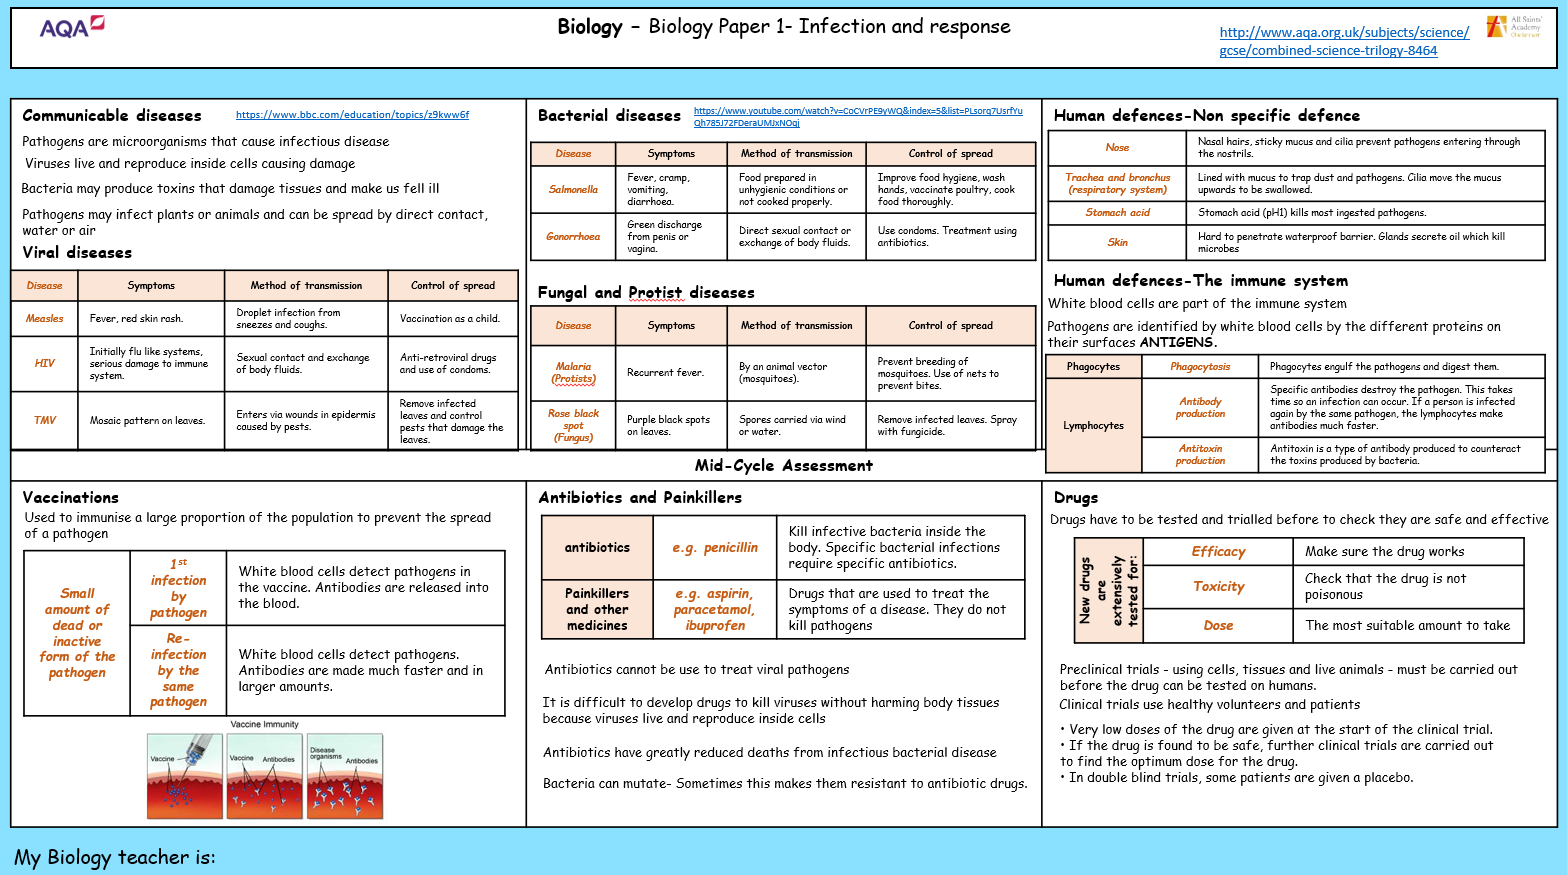 AQA
Biology – Biology Paper 1- Infection and response
http://www.aqa.org.uk/subjects/science/
gcse/combined-science-trilogy-8464
All Saints'
Academy
Communicable diseases
https://www.bbc.com/education/topics/z9kww6f
Pathogens are microorganisms that cause infectious disease
Viruses live and reproduce inside cells causing damage
Bacteria may produce toxins that damage tissues and make us fell ill
Pathogens may infect plants or animals and can be spread by direct contact,
water or air
Viral diseases
Disease
Symptoms
Method of transmission
Control of spread
Measles
Fever, red skin rash.
Droplet infection from
sneezes and coughs.
Vaccination as a child.
HIV
Initially flu like systems,
serious damage to immune
system.
Sexual contact and exchange
of body fluids.
Anti-retroviral drugs
and use of condoms.
TMV
Mosaic pattern on leaves.
Enters via wounds in epidermis
caused by pests.
Remove infected
leaves and control
pests that damage the
leaves.
Bacterial diseases
https://www.youtube.com/watch?v=CoCVrPE9yWQ&index=5&list=PLsorq7UsrfYu
Qh785J72FDeraUMJxNOqj
Disease
Symptoms
Method of transmission
Control of spread
Salmonella
Fever, cramp,
vomiting,
diarrhoea.
Food prepared in
unhygienic conditions or
not cooked properly.
Improve food hygiene, wash
hands, vaccinate poultry, cook
food thoroughly.
Gonorrhoea
Green discharge
from penis or
vagina.
Direct sexual contact or
exchange of body fluids.
Use condoms. Treatment using
antibiotics.
Fungal and Protist diseases
Disease
Symptoms
Method of transmission
Control of spread
Malaria
(Protists)
Recurrent fever.
By an animal vector
(mosquitoes).
Prevent breeding of
mosquitoes. Use of nets to
prevent bites.
Rose black
spot
(Fungus)
Purple black spots
on leaves.
Spores carried via wind
or water.
Remove infected leaves. Spray
with fungicide.
Human defences-Non specific defence
Nose
Nasal hairs, sticky mucus and cilia prevent pathogens entering through
the nostrils.
Trachea and bronchus
(respiratory system)
Lined with mucus to trap dust and pathogens. Cilia move the mucus
upwards to be swallowed.
Stomach acid
Stomach acid (pH1) kills most ingested pathogens.
Skin
Hard to penetrate waterproof barrier. Glands secrete oil which kill
microbes
Human defences-The immune system
White blood cells are part of the immune system
Pathogens are identified by white blood cells by the different proteins on
their surfaces ANTIGENS.
Phagocytes
Phagocytosis
Phagocytes engulf the pathogens and digest them.
Lymphocytes
Antibody
production
Specific antibodies destroy the pathogen. This takes
time so an infection can occur. If a person is infected
again by the same pathogen, the lymphocytes make
antibodies much faster.
Antitoxin
production
Antitoxin is a type of antibody produced to counteract
the toxins produced by bacteria.
Mid-Cycle Assessment
Vaccinations
Used to immunise a large proportion of the population to prevent the spread
of a pathogen
Small
amount of
dead or
inactive
form of the
pathogen
1st
infection
by
pathogen
White blood cells detect pathogens in
the vaccine. Antibodies are released into
the blood.
Re-
infection
by the
same
pathogen
White blood cells detect pathogens.
Antibodies are made much faster and in
larger amounts.
Vaccine Immunity
Vaccine
Vaccine
Antibodies
Disease
organisms
Antibodies
Antibiotics and Painkillers
antibiotics
e.g. penicillin
Kill infective bacteria inside the
body. Specific bacterial infections
require specific antibiotics.
Painkillers
and other
medicines
e.g. aspirin,
paracetamol,
ibuprofen
Drugs that are used to treat the
symptoms of a disease. They do not
kill pathogens
Antibiotics cannot be use to treat viral pathogens
It is difficult to develop drugs to kill viruses without harming body tissues
because viruses live and reproduce inside cells
Antibiotics have greatly reduced deaths from infectious bacterial disease
Bacteria can mutate- Sometimes this makes them resistant to antibiotic drugs.
Drugs
Drugs have to be tested and trialled before to check they are safe and effective
New drugs
are
extensively
tested for:
Efficacy
Make sure the drug works
Toxicity
Check that the drug is not
poisonous
Dose
The most suitable amount to take
Preclinical trials - using cells, tissues and live animals - must be carried out
before the drug can be tested on humans.
Clinical trials use healthy volunteers and patients
• Very low doses of the drug are given at the start of the clinical trial.
• If the drug is found to be safe, further clinical trials are carried out
to find the optimum dose for the drug.
• In double blind trials, some patients are given a placebo.
My Biology teacher is: